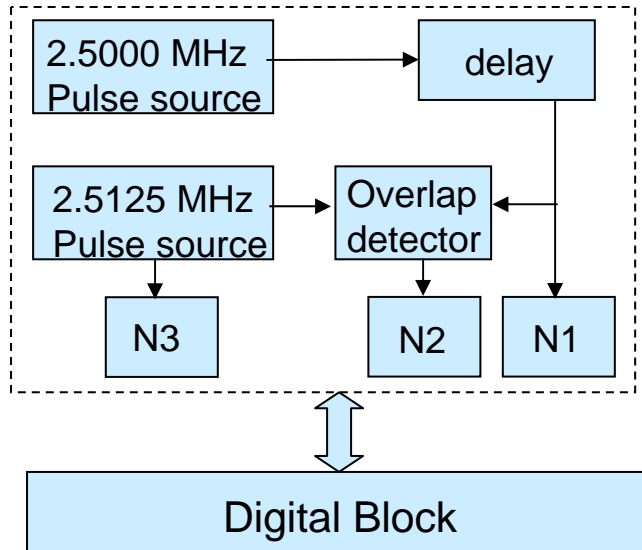 2.5000 MHz
Pulse source
delay
2.5125 MHz
Pulse source
Overlap
detector
N3
N2
N1
Digital Block